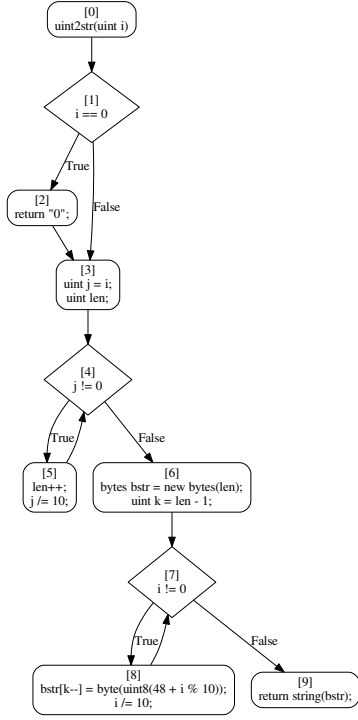 [0]
uint2str(uint i)
[1]
i == 0
True
[2]
return "0";
False
[3]
uint j = i;
uint len;
[4]
j != 0
True
False
[5]
len++;
j /= 10;
[6]
bytes bstr = new bytes(len);
uint k = len - 1;
[7]
i != 0
True
False
[8]
bstr[k--] = byte(uint8(48 + i % 10));
i /= 10;
[9]
return string(bstr);